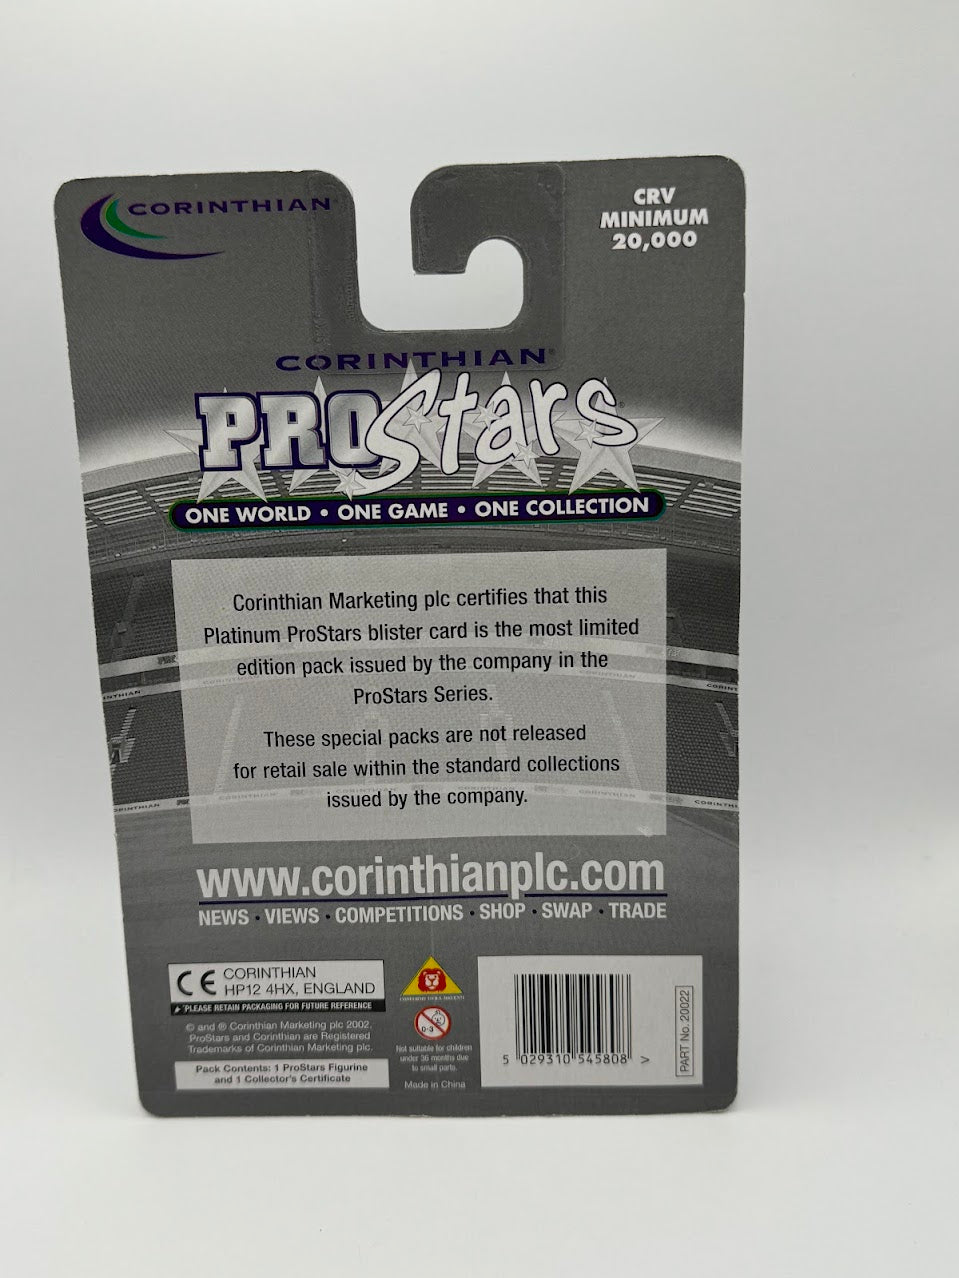 CORINTHIAN
CRV
MINIMUM
20,000
CORINTHIAN®
PROStars®
ONE WORLD • ONE GAME • ONE COLLECTION
Corinthian Marketing plc certifies that this
Platinum ProStars blister card is the most limited
edition pack issued by the company in the
ProStars Series.
These special packs are not released
for retail sale within the standard collections
issued by the company.
www.corinthianplc.com
NEWS · VIEWS · COMPETITIONS · SHOP · SWAP · TRADE
CE CORINTHIAN
HP12 4HX, ENGLAND
PLEASE RETAIN PACKAGING FOR FUTURE REFERENCE
© and ® Corinthian Marketing plc 2002.
ProStars and Corinthian are Registered
Trademarks of Corinthian Marketing plc.
Pack Contents: 1 ProStars Figurine
and 1 Collector's Certificate
0-3
Not suitable for children
under 36 months due
to small parts.
Made in China
5 029310 545808 >
PART No. 20022